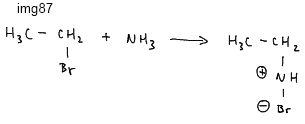 img87
H₃C – CH₂ + NH₃ → H₃C – CH₂
Br ⊕ NH
⊖ Br